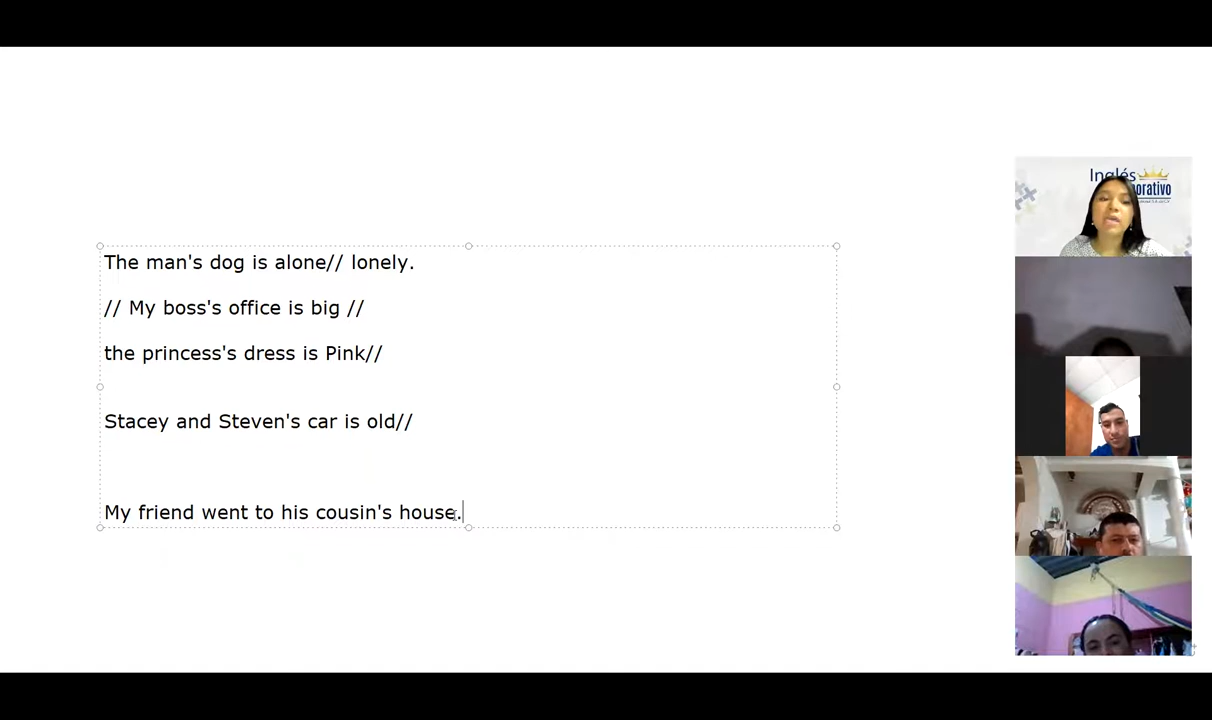 The man's dog is alone// lonely.
// My boss's office is big //
the princess's dress is Pink//
Stacey and Steven's car is old//
My friend went to his cousin's house.
Inglés
orativo